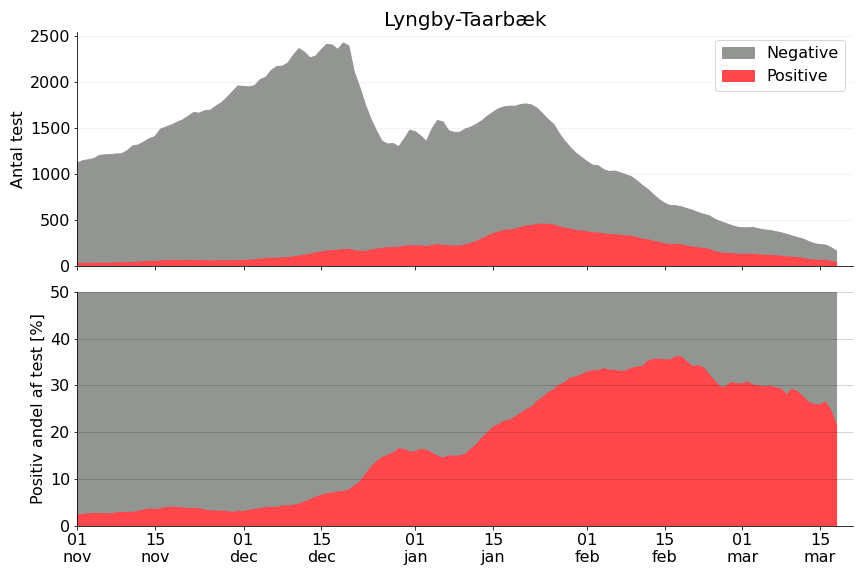 Lyngby-Taarbæk
2500
2000
1500
1000
500
0
Antal test
Negative
Positive
50
40
30
20
10
0
Positiv andel af test [%]
01 15 01 15 01 15 01 15 01 15
nov nov dec dec jan jan feb feb mar mar